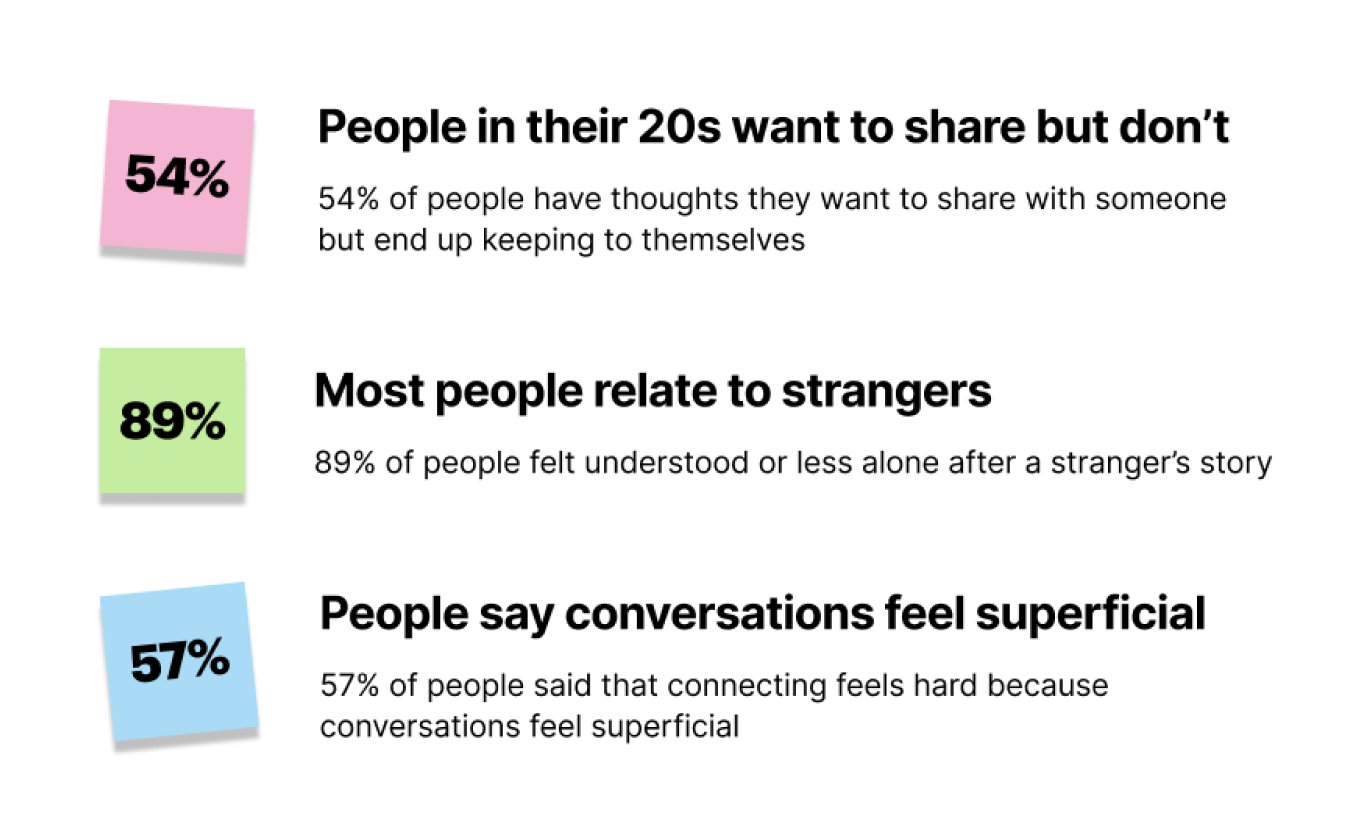 54%
People in their 20s want to share but don’t
54% of people have thoughts they want to share with someone
but end up keeping to themselves
89%
Most people relate to strangers
89% of people felt understood or less alone after a stranger’s story
57%
People say conversations feel superficial
57% of people said that connecting feels hard because
conversations feel superficial